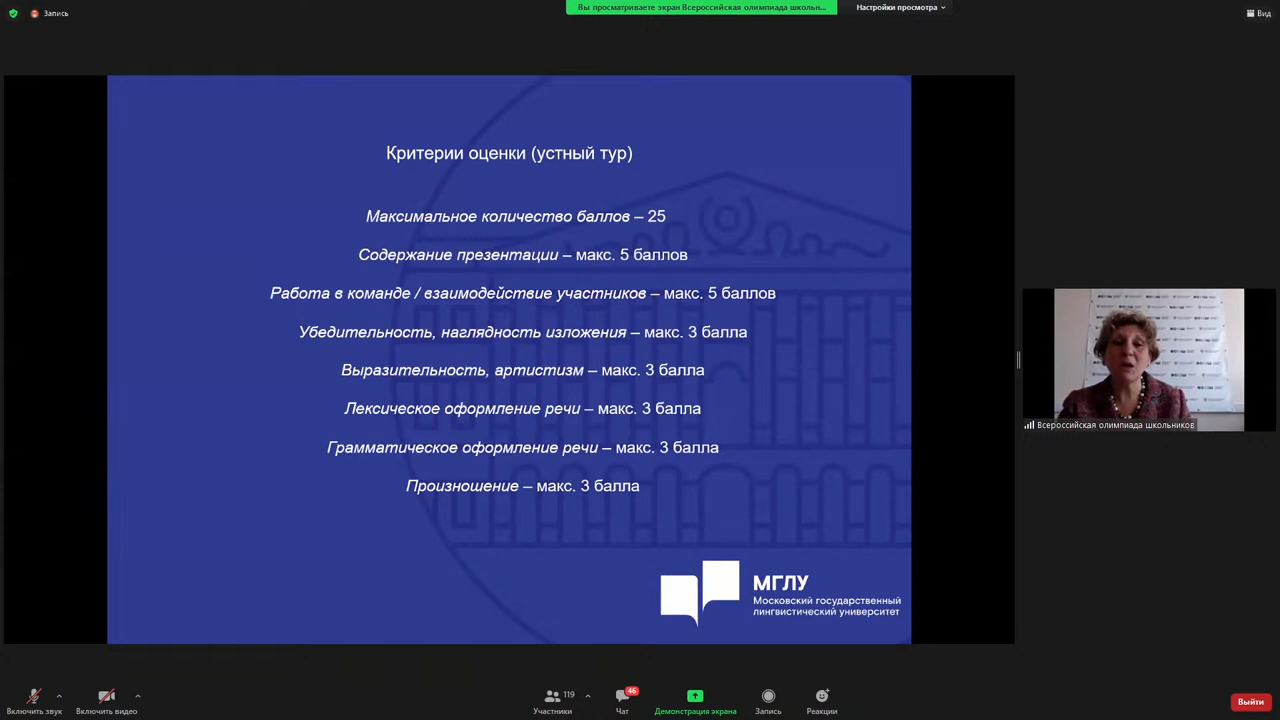 Запись
Вы просматриваете экран Всероссийская олимпиада школьн...
Настройки просмотра
Вид
Критерии оценки (устный тур)
Максимальное количество баллов – 25
Содержание презентации – макс. 5 баллов
Работа в команде / взаимодействие участников – макс. 5 баллов
Убедительность, наглядность изложения – макс. 3 балла
Выразительность, артистизм – макс. 3 балла
Лексическое оформление речи – макс. 3 балла
Грамматическое оформление речи – макс. 3 балла
Произношение – макс. 3 балла
МГЛУ
Московский государственный
лингвистический университет
Всероссийская олимпиада школьников
Включить звук
Включить видео
119
Участники
46
Чат
Демонстрация экрана
Запись
Реакции
Выйти